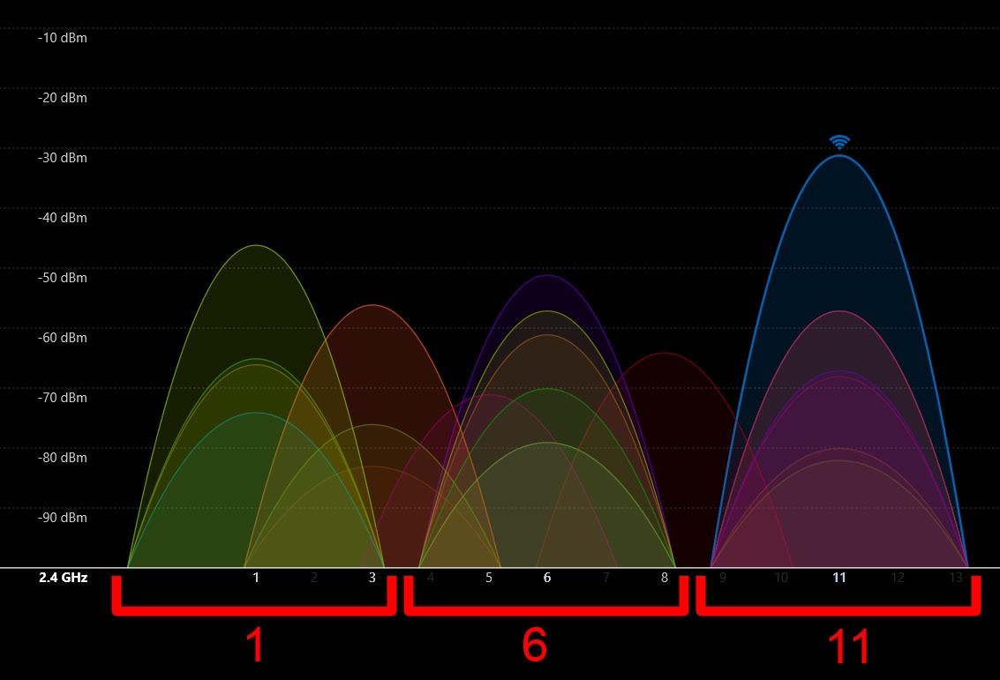 -10 dBm
-20 dBm
-30 dBm
-40 dBm
-50 dBm
-60 dBm
-70 dBm
-80 dBm
-90 dBm
2.4 GHz 1 2 3 4 5 6 7 8 9 10 11 12 13
1 6 11